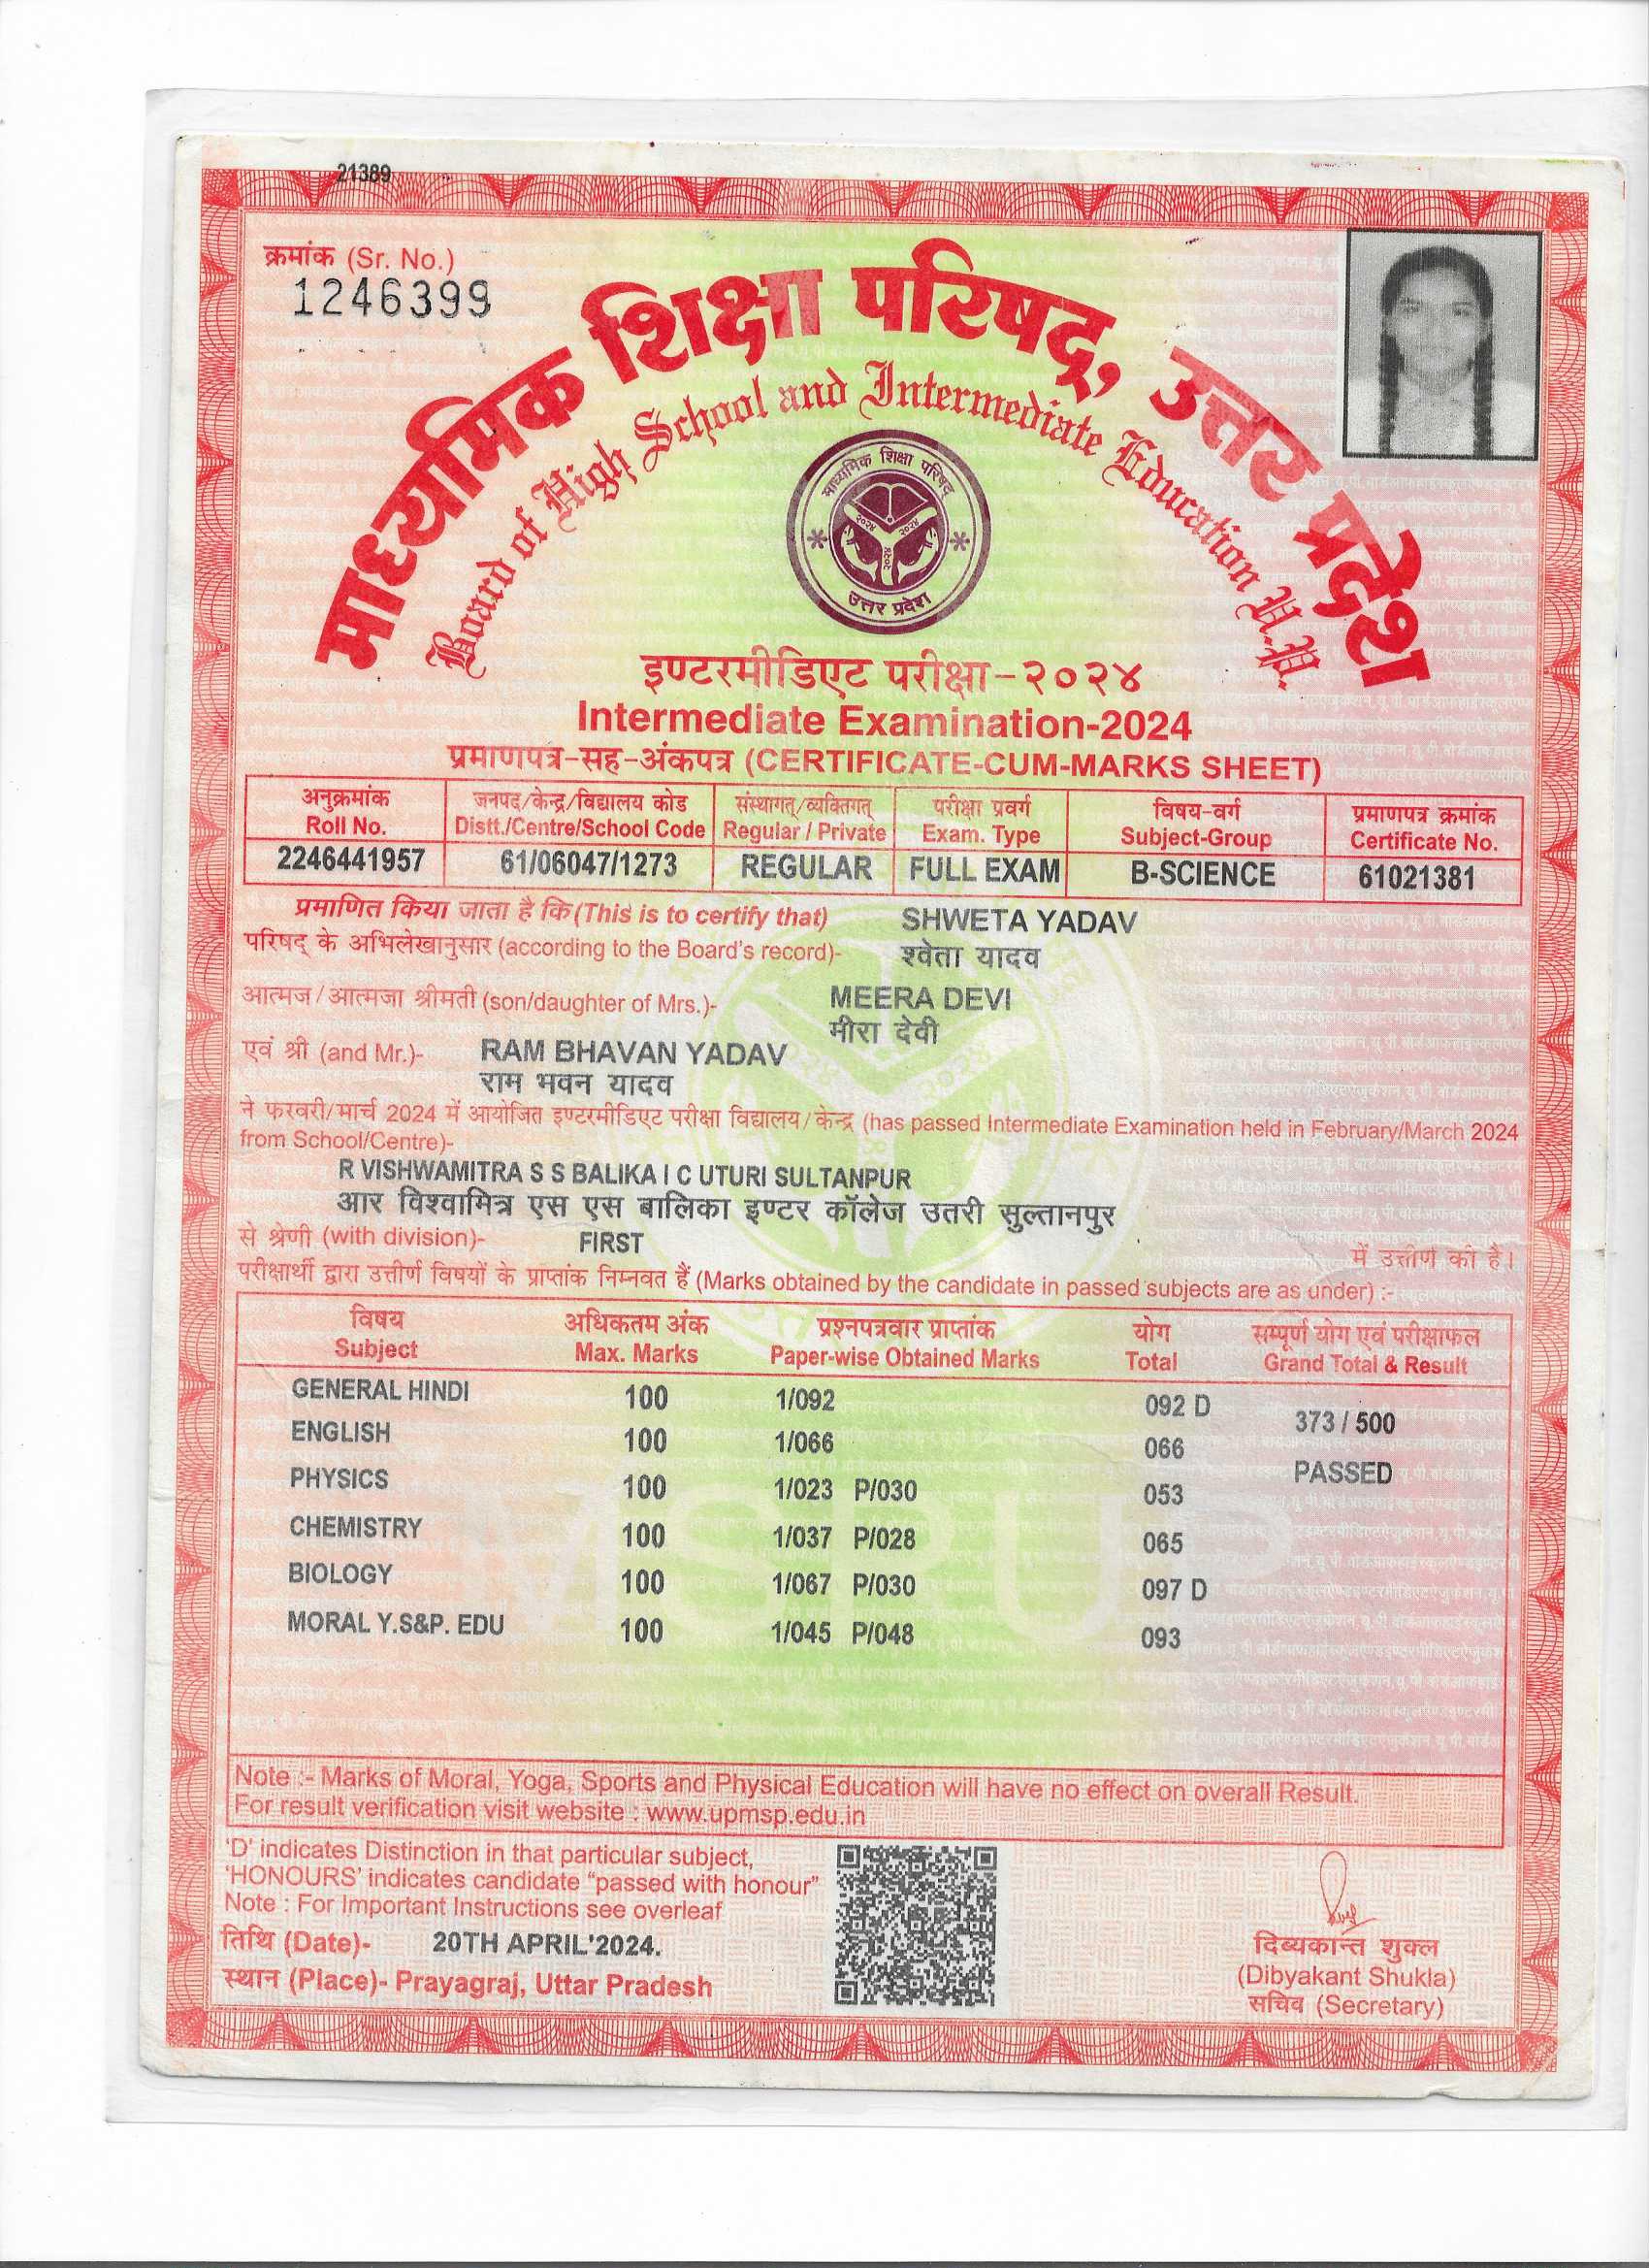 21389
क्रमांक (Sr. No.)
1246399
माध्यमिक शिक्षा परिषद्, उत्तर प्रदेश
Board of High School and Intermediate Education U.P.
माध्यमिक शिक्षा परिषद्
२०२४ २०२४
२०२४
उत्तर प्रदेश
इण्टरमीडिएट परीक्षा-२०२४
Intermediate Examination-2024
प्रमाणपत्र-सह-अंकपत्र (CERTIFICATE-CUM-MARKS SHEET)
अनुक्रमांक जनपद/केन्द्र/विद्यालय कोड संस्थागत्/व्यक्तिगत् परीक्षा प्रवर्ग विषय-वर्ग प्रमाणपत्र क्रमांक
Roll No. Distt./Centre/School Code Regular / Private Exam. Type Subject-Group Certificate No.
2246441957 61/06047/1273 REGULAR FULL EXAM B-SCIENCE 61021381
प्रमाणित किया जाता है कि (This is to certify that) SHWETA YADAV
परिषद् के अभिलेखानुसार (according to the Board's record)- श्वेता यादव
आत्मज/आत्मजा श्रीमती (son/daughter of Mrs.)- MEERA DEVI
मीरा देवी
एवं श्री (and Mr.)- RAM BHAVAN YADAV
राम भवन यादव
ने फरवरी/मार्च 2024 में आयोजित इण्टरमीडिएट परीक्षा विद्यालय/केन्द्र (has passed Intermediate Examination held in February/March 2024
from School/Centre)-
R VISHWAMITRA S S BALIKA I C UTURI SULTANPUR
आर विश्वामित्र एस एस बालिका इण्टर कॉलेज उतरी सुल्तानपुर
से श्रेणी (with division)- FIRST में उत्तीर्ण की है।
परीक्षार्थी द्वारा उत्तीर्ण विषयों के प्राप्तांक निम्नवत हैं (Marks obtained by the candidate in passed subjects are as under) :-
विषय अधिकतम अंक प्रश्नपत्रवार प्राप्तांक योग सम्पूर्ण योग एवं परीक्षाफल
Subject Max. Marks Paper-wise Obtained Marks Total Grand Total & Result
GENERAL HINDI 100 1/092 092 D 373 / 500
ENGLISH 100 1/066 066 PASSED
PHYSICS 100 1/023 P/030 053
CHEMISTRY 100 1/037 P/028 065
BIOLOGY 100 1/067 P/030 097 D
MORAL Y.S&P. EDU 100 1/045 P/048 093
Note :- Marks of Moral, Yoga, Sports and Physical Education will have no effect on overall Result.
For result verification visit website : www.upmsp.edu.in
'D' indicates Distinction in that particular subject,
'HONOURS' indicates candidate "passed with honour"
Note : For Important Instructions see overleaf
तिथि (Date)- 20TH APRIL'2024.
स्थान (Place)- Prayagraj, Uttar Pradesh
दिव्यकान्त शुक्ल
(Dibyakant Shukla)
सचिव (Secretary)